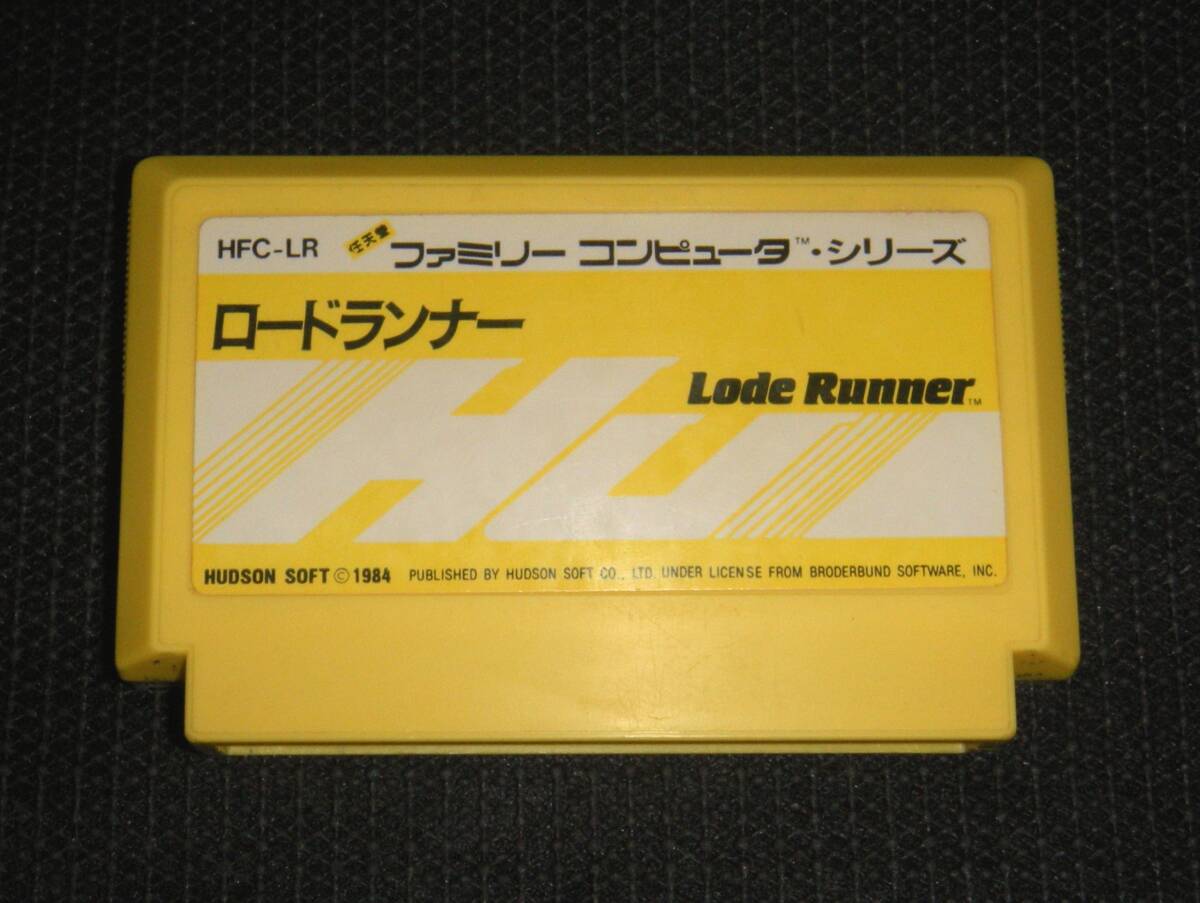 HFC-LR 任天堂 ファミリー コンピュータ™・シリーズ
ロードランナー
Lode Runner™
HU
HUDSON SOFT © 1984 PUBLISHED BY HUDSON SOFT CO., LTD. UNDER LICENSE FROM BRODERBUND SOFTWARE, INC.